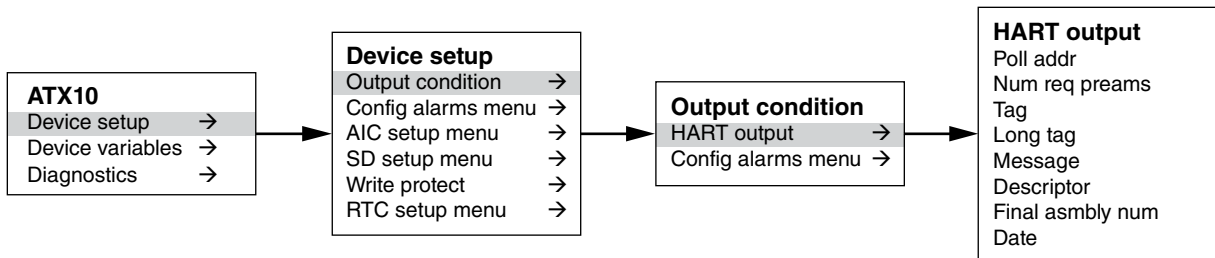 ATX10
Device setup →
Device variables →
Diagnostics →
Device setup
Output condition →
Config alarms menu →
AIC setup menu →
SD setup menu →
Write protect →
RTC setup menu →
Output condition
HART output →
Config alarms menu →
HART output
Poll addr
Num req preams
Tag
Long tag
Message
Descriptor
Final asmbly num
Date